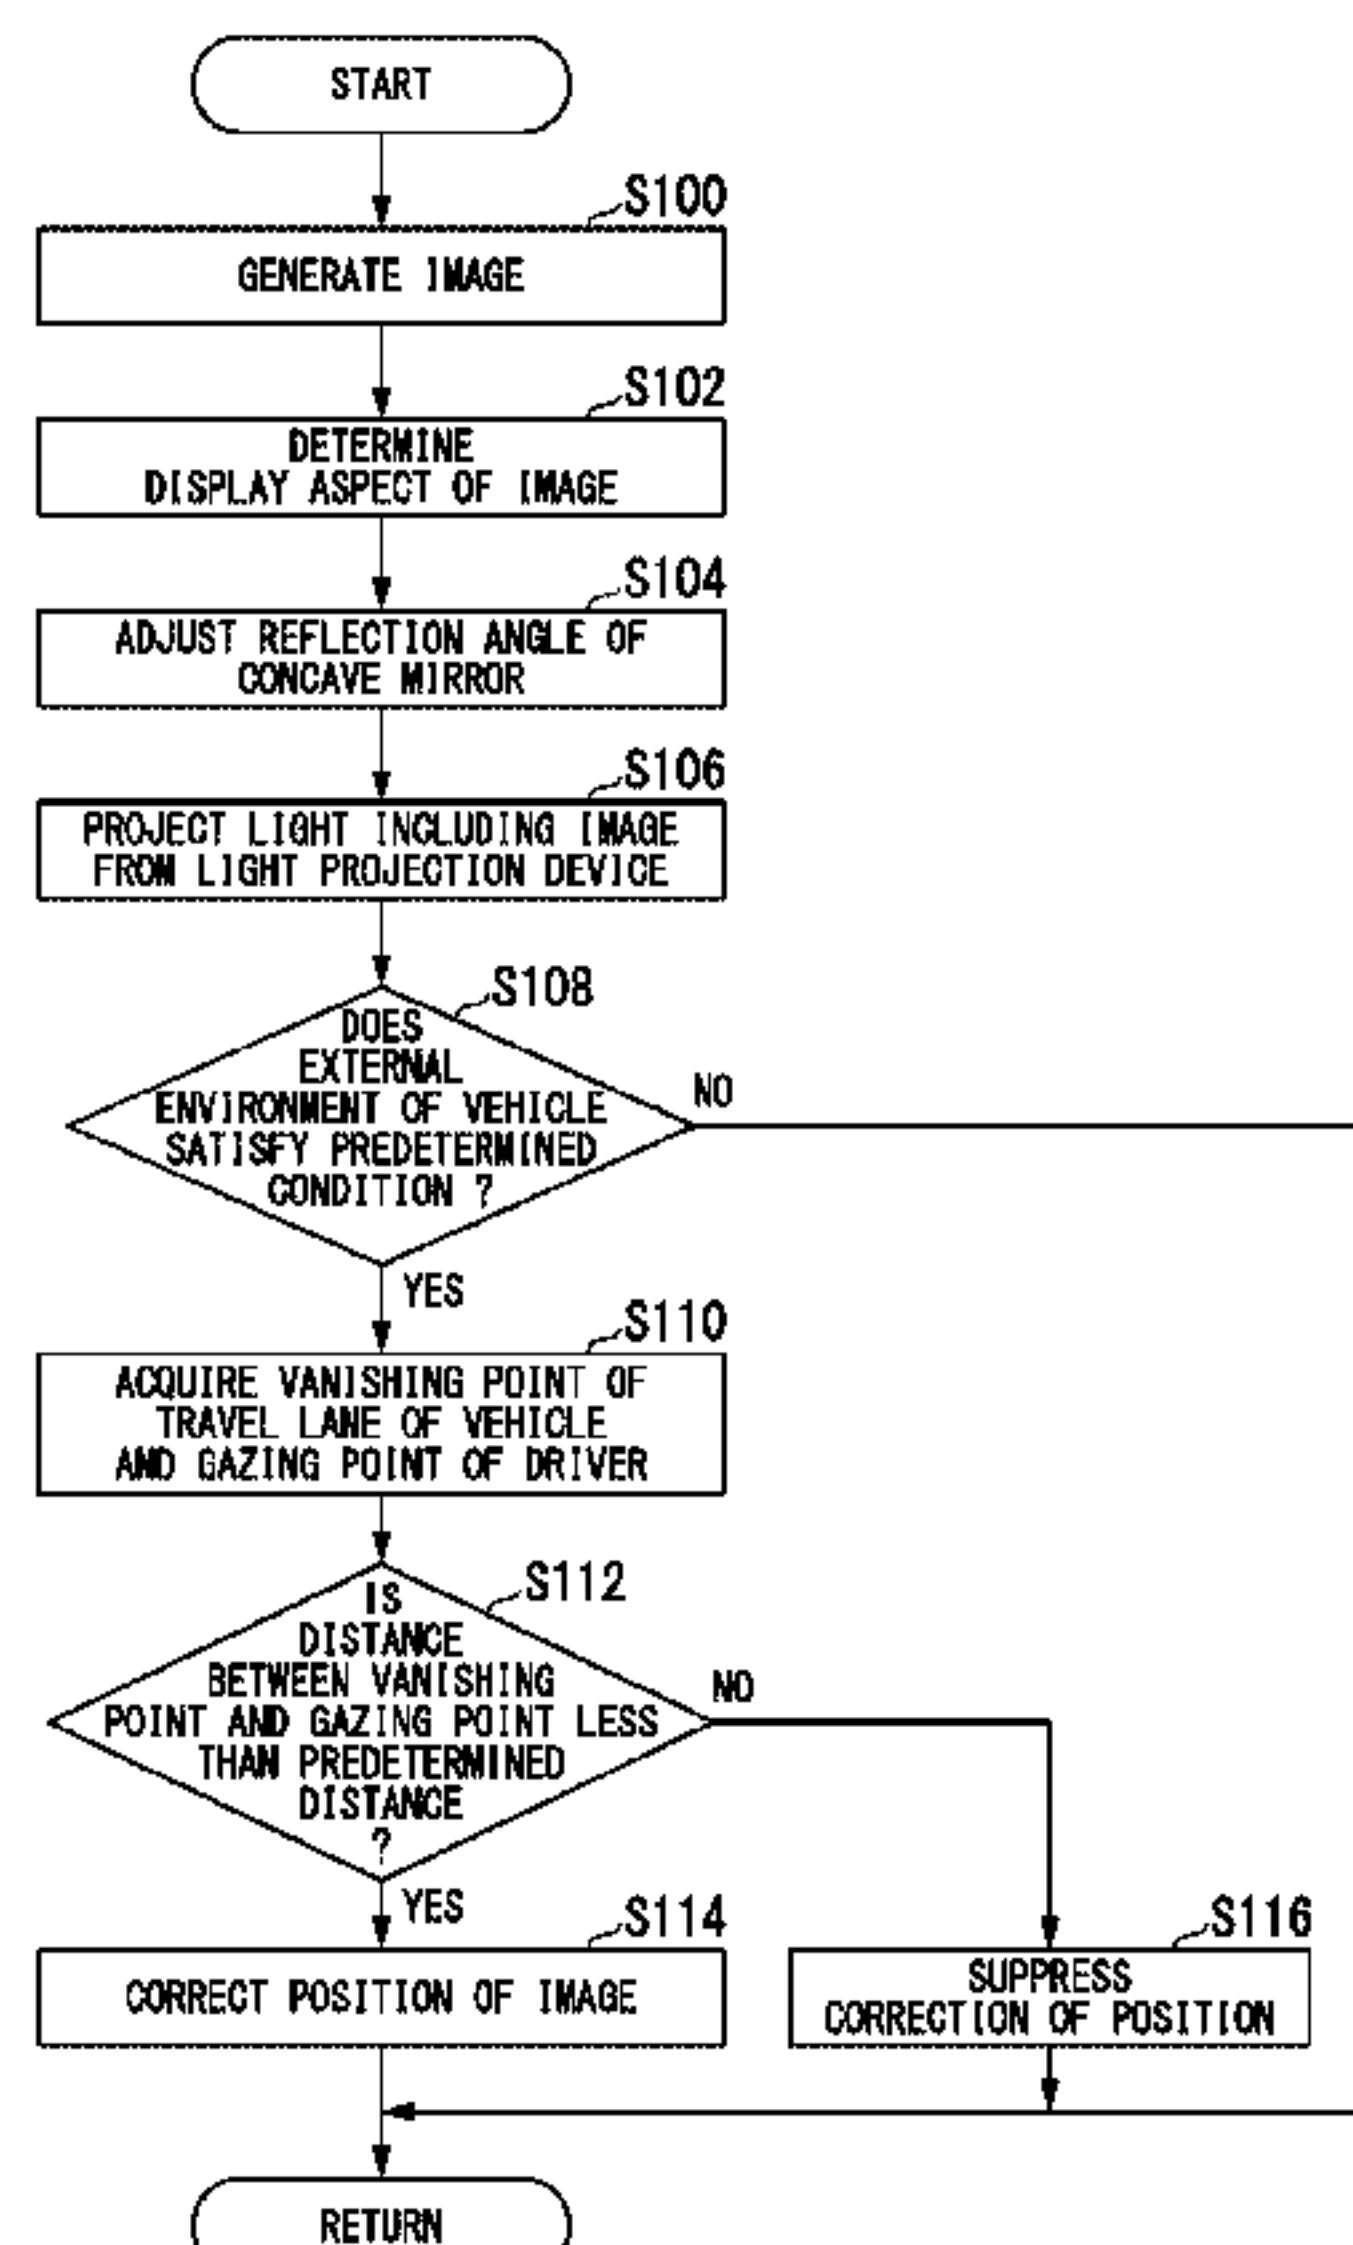 START
S100
GENERATE IMAGE
S102
DETERMINE
DISPLAY ASPECT OF IMAGE
S104
ADJUST REFLECTION ANGLE OF
CONCAVE MIRROR
S106
PROJECT LIGHT INCLUDING IMAGE
FROM LIGHT PROJECTION DEVICE
S108
DOES
EXTERNAL
ENVIRONMENT OF VEHICLE
SATISFY PREDETERMINED
CONDITION ?
NO
YES
S110
ACQUIRE VANISHING POINT OF
TRAVEL LANE OF VEHICLE
AND GAZING POINT OF DRIVER
S112
IS
DISTANCE
BETWEEN VANISHING
POINT AND GAZING POINT LESS
THAN PREDETERMINED
DISTANCE
?
NO
YES
S114
CORRECT POSITION OF IMAGE
S116
SUPPRESS
CORRECTION OF POSITION
RETURN